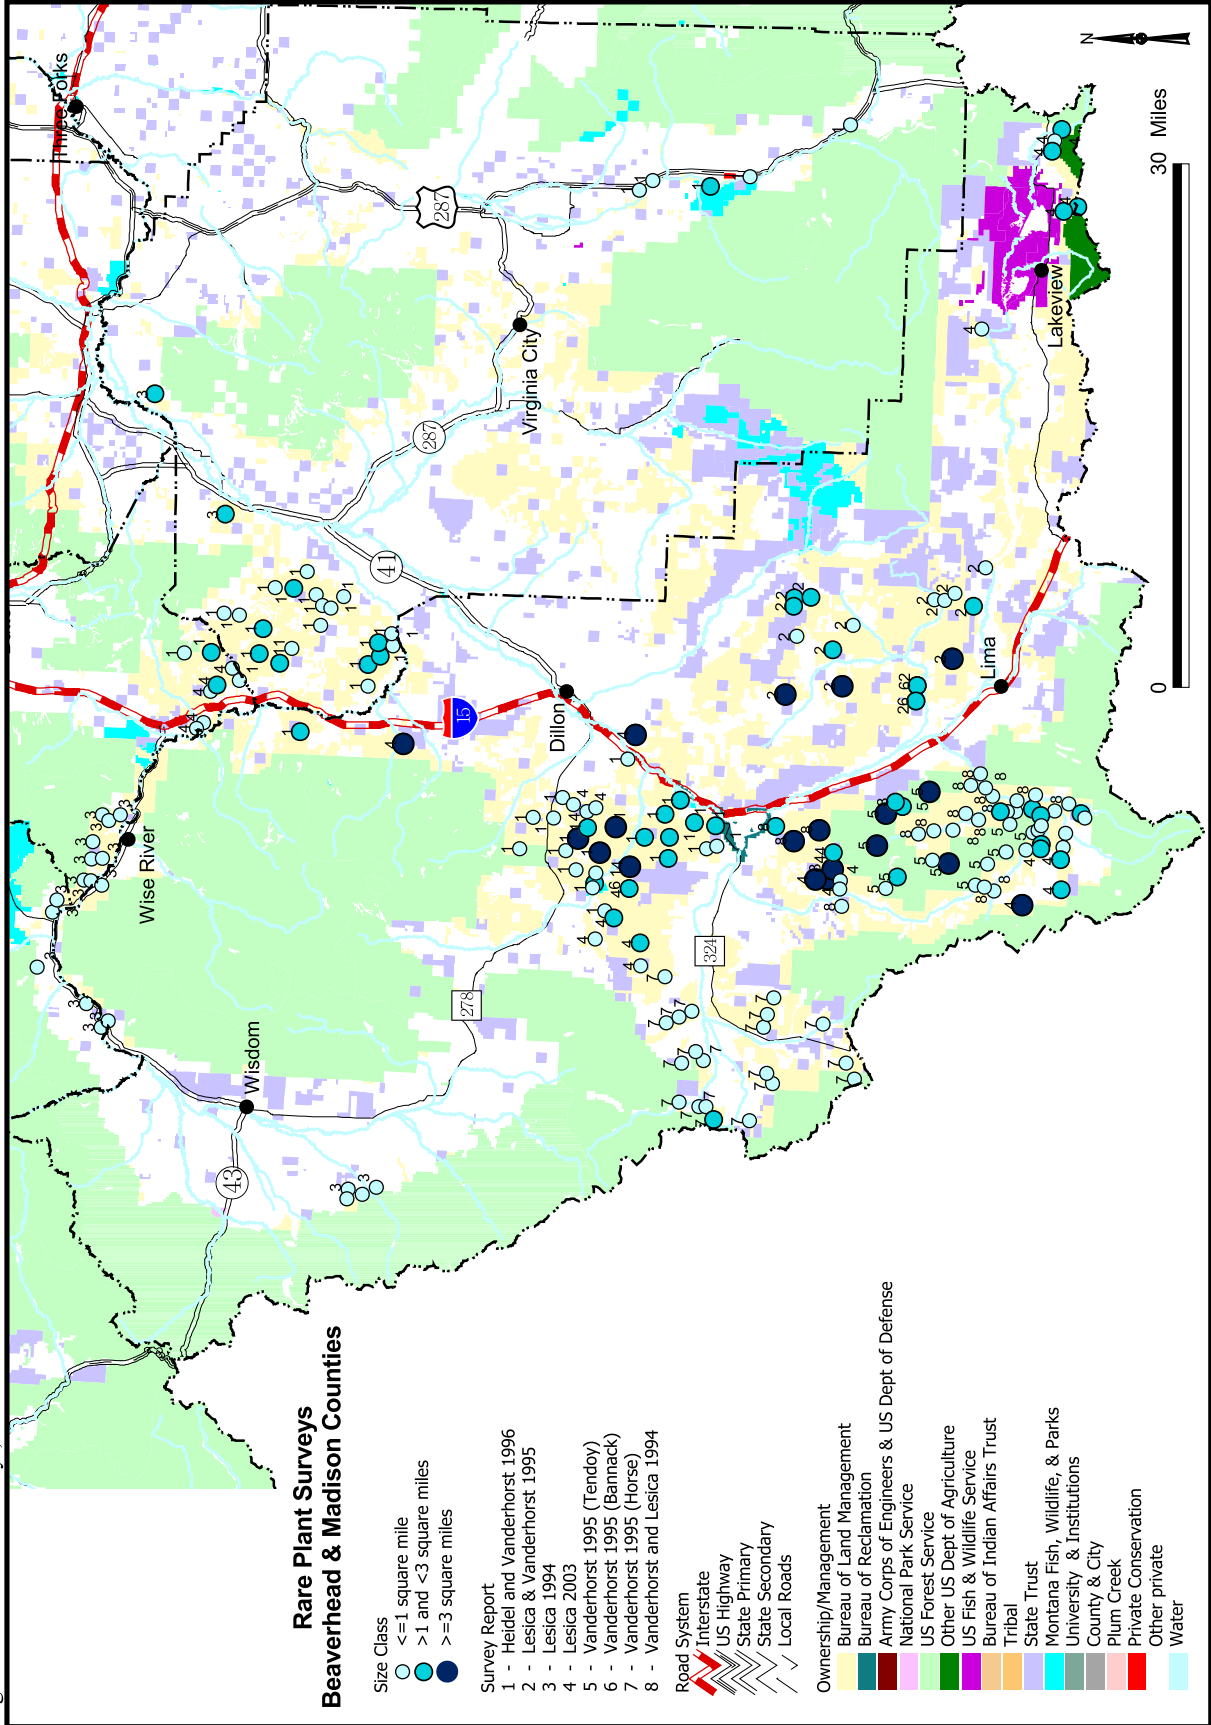 Rare Plant Surveys
Beaverhead & Madison Counties
Size Class
<=1 square mile
>1 and <3 square miles
>=3 square miles
Survey Report
1 - Heidel and Vanderhorst 1996
2 - Lesica & Vanderhorst 1995
3 - Lesica 1994
4 - Lesica 2003
5 - Vanderhorst 1995 (Tendoy)
6 - Vanderhorst 1995 (Bannack)
7 - Vanderhorst 1995 (Horse)
8 - Vanderhorst and Lesica 1994
Road System
Interstate
US Highway
State Primary
State Secondary
Local Roads
Ownership/Management
Bureau of Land Management
Bureau of Reclamation
Army Corps of Engineers & US Dept of Defense
National Park Service
US Forest Service
Other US Dept of Agriculture
US Fish & Wildlife Service
Bureau of Indian Affairs Trust
Tribal
State Trust
Montana Fish, Wildlife, & Parks
University & Institutions
County & City
Plum Creek
Private Conservation
Other private
Water
Three Forks
Wise River
Wisdom
Virginia City
Dillon
Lima
Lakeview
43
278
324
15
41
287
287
N
0 30 Miles